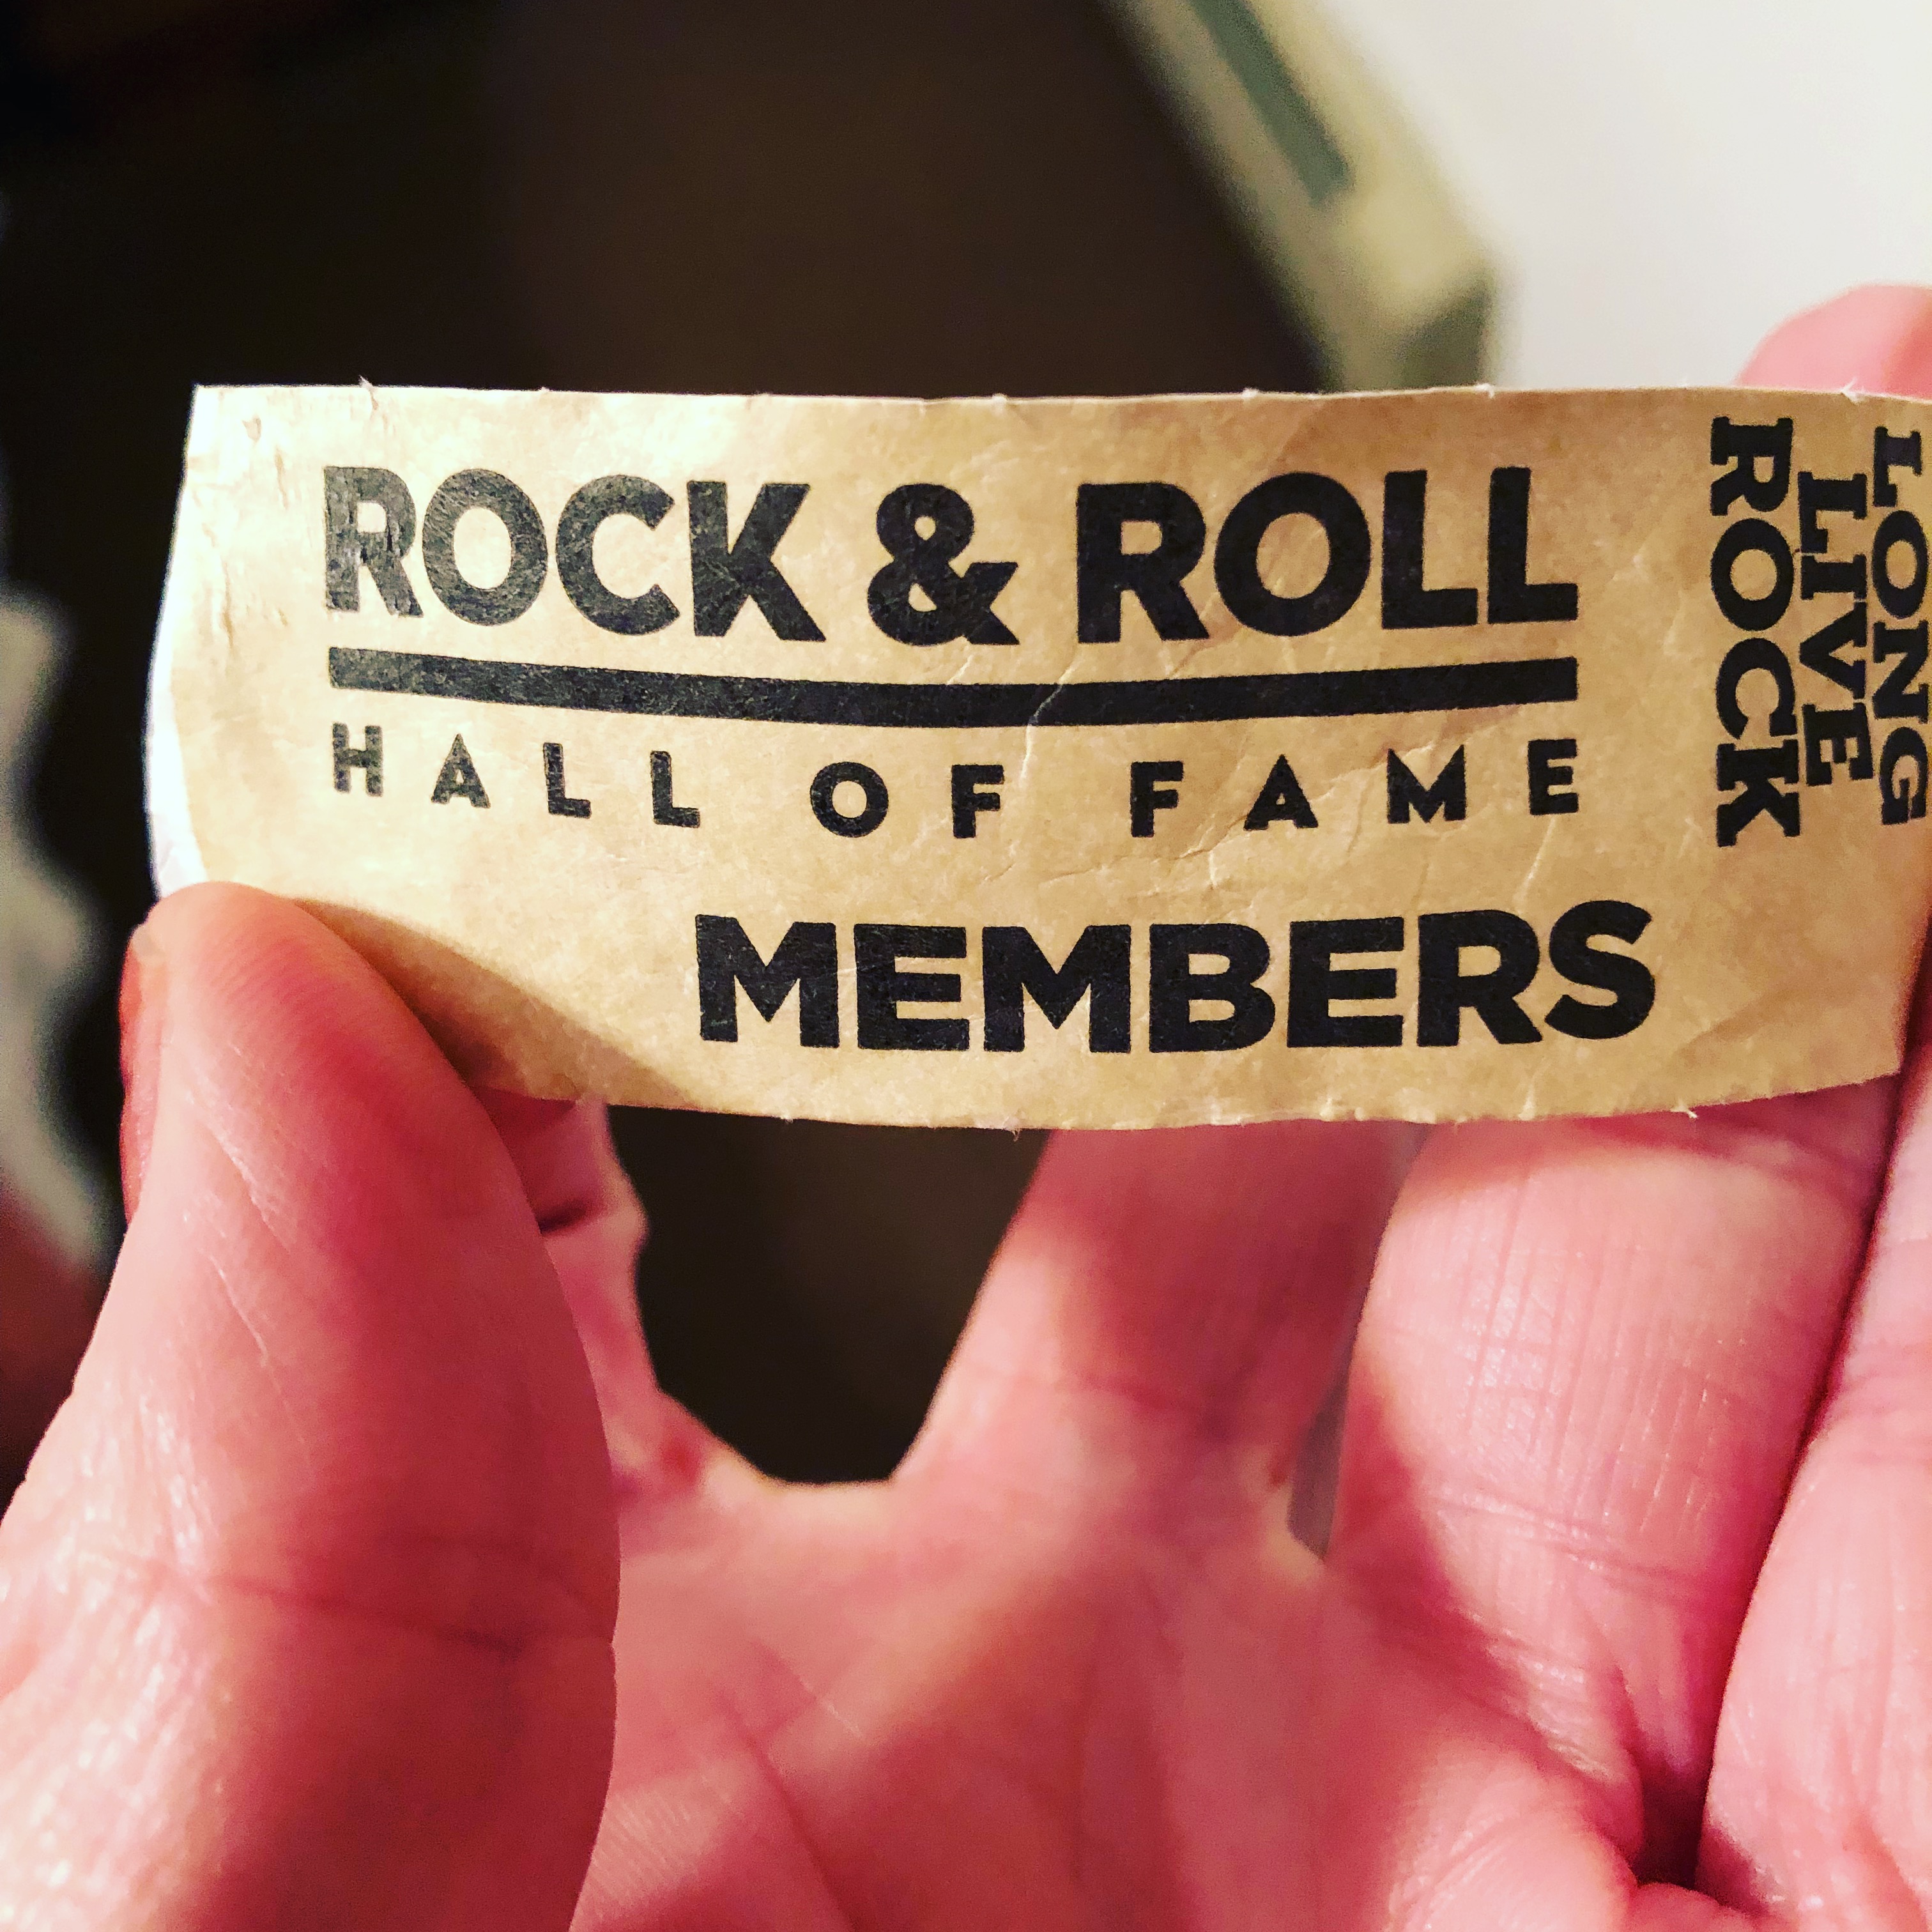 ROCK & ROLL
HALL OF FAME
MEMBERS
LONG
LIVE
ROCK